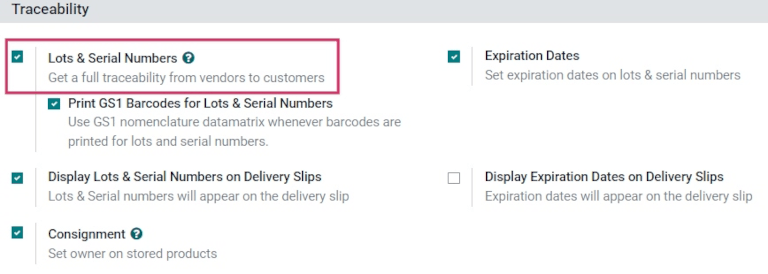 Traceability
Lots & Serial Numbers ?
Get a full traceability from vendors to customers
Print GS1 Barcodes for Lots & Serial Numbers
Use GS1 nomenclature datamatrix whenever barcodes are
printed for lots and serial numbers.
Expiration Dates
Set expiration dates on lots & serial numbers
Display Lots & Serial Numbers on Delivery Slips
Lots & Serial numbers will appear on the delivery slip
Display Expiration Dates on Delivery Slips
Expiration dates will appear on the delivery slip
Consignment ?
Set owner on stored products